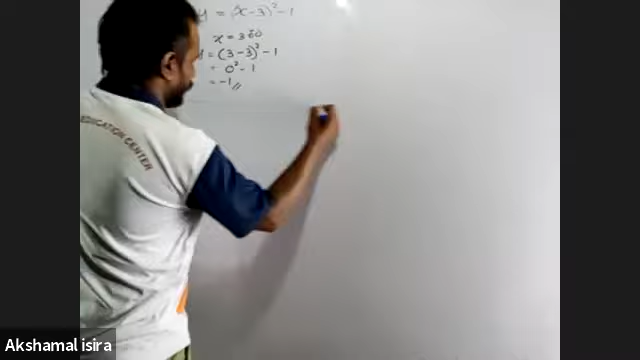 y = (x - 3)² - 1
x = 3 විට
y = (3 - 3)² - 1
= 0² - 1
= -1 //
EDUCATION CENTER
Akshamal isira